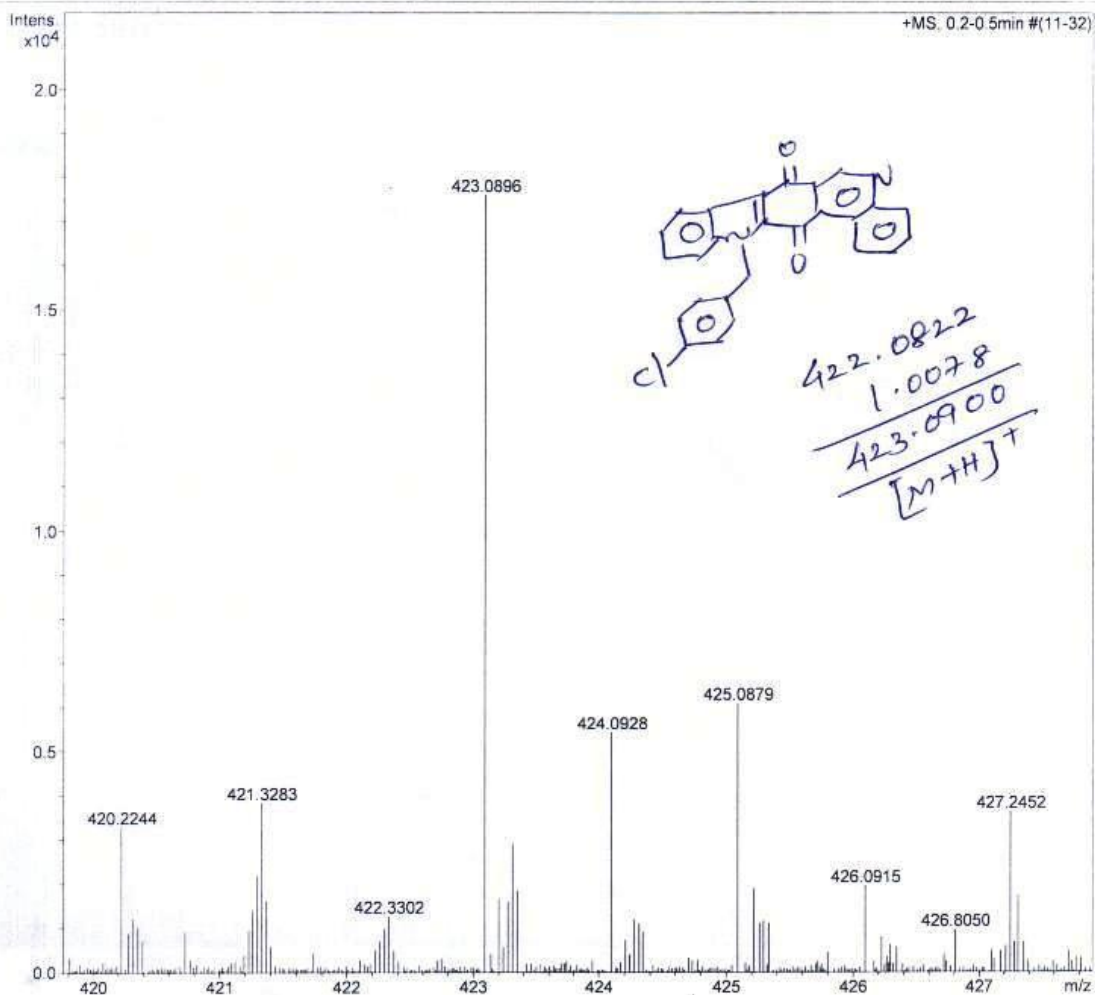 Intens.
x10⁴
+MS, 0.2-0.5min #(11-32)
2.0
1.5
1.0
0.5
0.0
423.0896
424.0928
425.0879
420.2244
421.3283
422.3302
426.0915
426.8050
427.2452
O
N
N
O
Cl
422.0822
1.0078
423.0900
[M+H]⁺
420
421
422
423
424
425
426
427
m/z